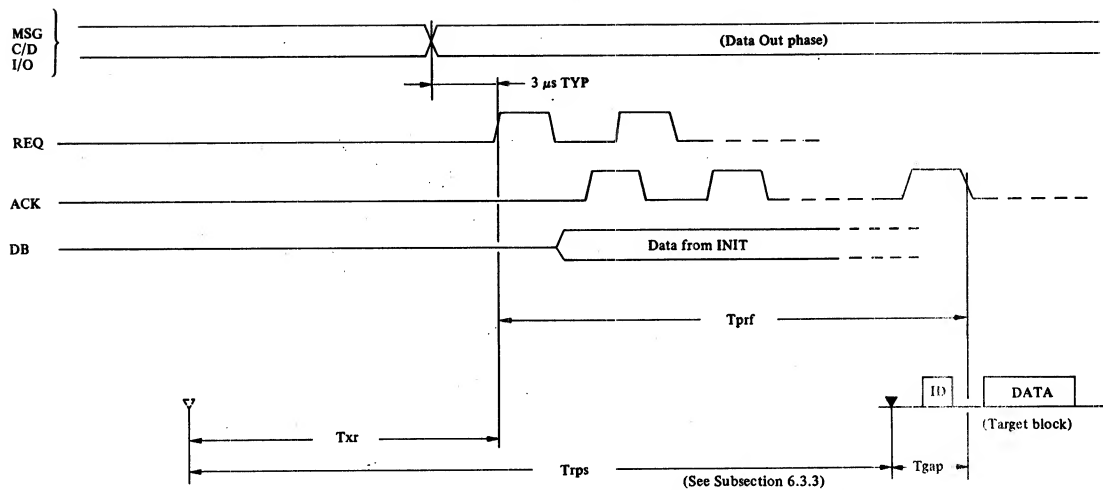 MSG
C/D
I/O
(Data Out phase)
3 μs TYP
REQ
ACK
DB
Data from INIT
Tprf
ID
DATA
(Target block)
Txr
Trps
(See Subsection 6.3.3)
Tgap